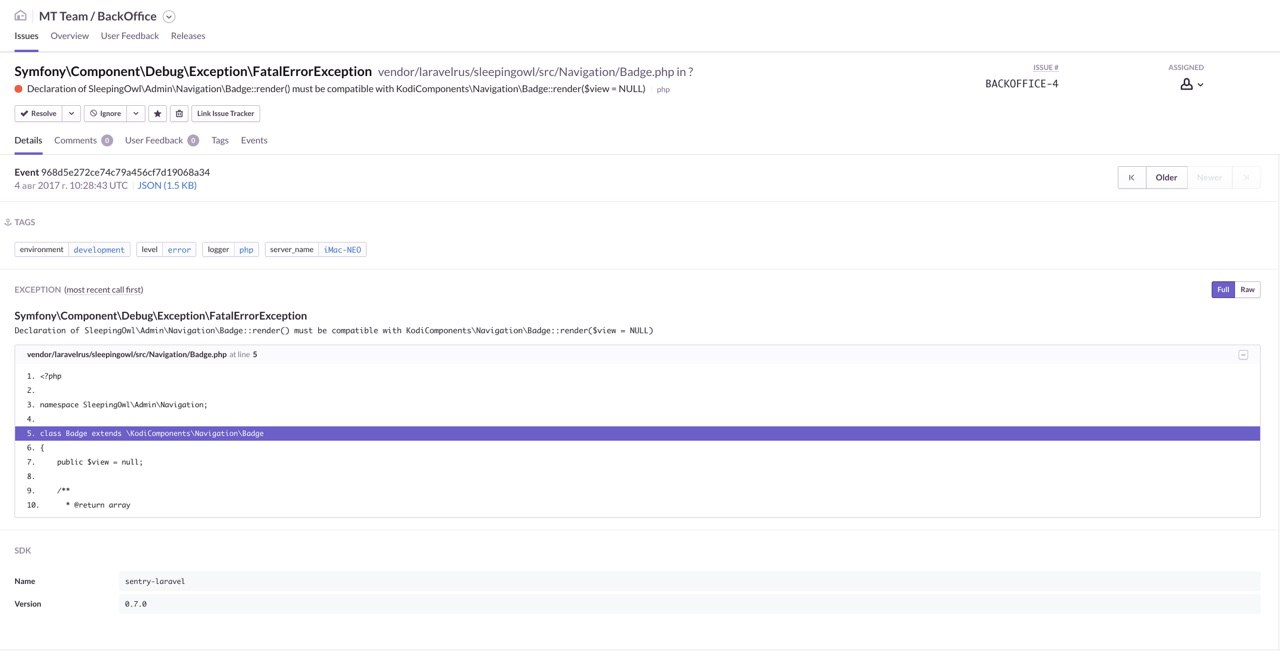 MT Team / BackOffice
Issues Overview User Feedback Releases
Symfony\Component\Debug\Exception\FatalErrorException vendor/laravelrus/sleepingowl/src/Navigation/Badge.php in ?
Declaration of SleepingOwl\Admin\Navigation\Badge::render() must be compatible with KodiComponents\Navigation\Badge::render($view = NULL) php
ISSUE # ASSIGNED
BACKOFFICE-4
Resolve Ignore Link Issue Tracker
Details Comments 0 User Feedback 0 Tags Events
Event 968d5e272ce74c79a456cf7d19068a34
4 авг 2017 г. 10:28:43 UTC JSON (1.5 KB)
Older Newer
TAGS
environment development level error logger php server_name iMac-NEO
EXCEPTION (most recent call first) Full Raw
Symfony\Component\Debug\Exception\FatalErrorException
Declaration of SleepingOwl\Admin\Navigation\Badge::render() must be compatible with KodiComponents\Navigation\Badge::render($view = NULL)
vendor/laravelrus/sleepingowl/src/Navigation/Badge.php at line 5
1. <?php
2.
3. namespace SleepingOwl\Admin\Navigation;
4.
5. class Badge extends \KodiComponents\Navigation\Badge
6. {
7. public $view = null;
8.
9. /**
10. * @return array
SDK
Name sentry-laravel
Version 0.7.0